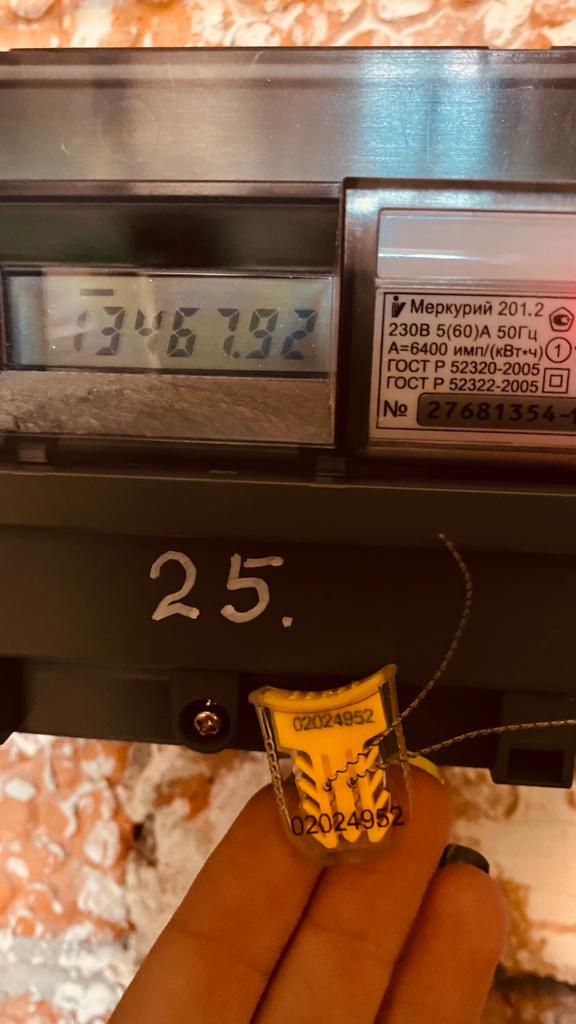 13467.92
Меркурий 201.2
230В 5(60)А 50Гц
А=6400 имп/(кВт•ч) 1
ГОСТ Р 52320-2005
ГОСТ Р 52322-2005
№ 27681354-
25.
02024952
02024952